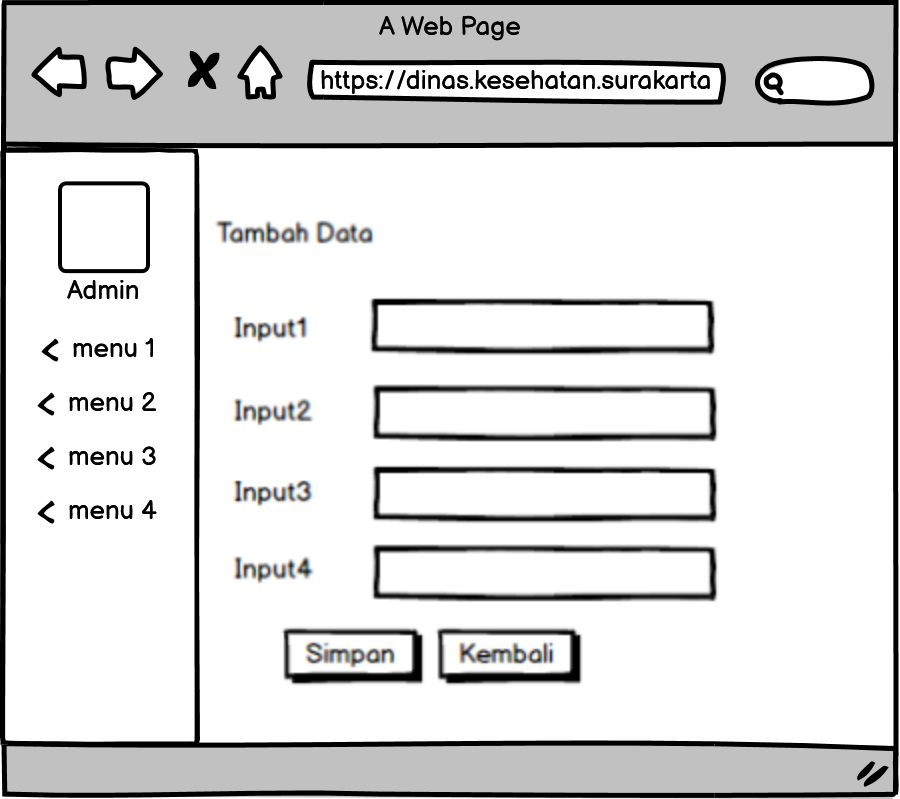 A Web Page
https://dinas.kesehatan.surakarta
Admin
menu 1
menu 2
menu 3
menu 4
Tambah Data
Input1
Input2
Input3
Input4
Simpan
Kembali